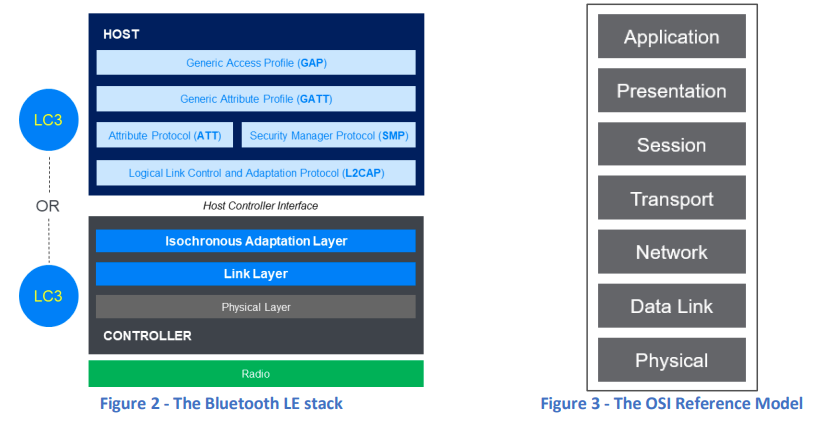 HOST
Generic Access Profile (GAP)
Generic Attribute Profile (GATT)
LC3
Attribute Protocol (ATT)
Security Manager Protocol (SMP)
Logical Link Control and Adaptation Protocol (L2CAP)
OR
Host Controller Interface
Isochronous Adaptation Layer
Link Layer
LC3
Physical Layer
CONTROLLER
Radio
Figure 2 - The Bluetooth LE stack
Application
Presentation
Session
Transport
Network
Data Link
Physical
Figure 3 - The OSI Reference Model